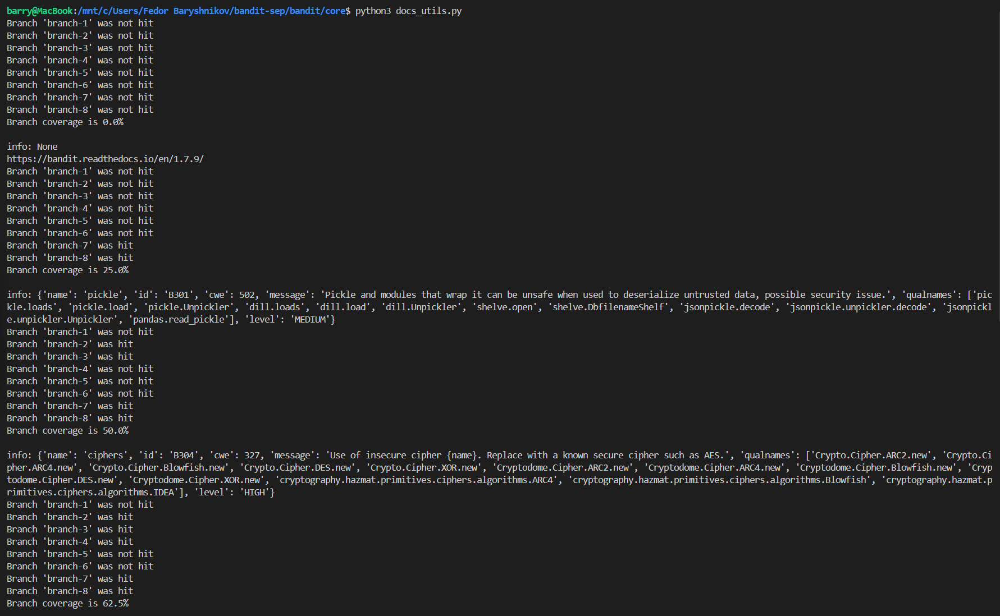 barry@MacBook:/mnt/c/Users/Fedor Baryshnikov/bandit-sep/bandit/core$ python3 docs_utils.py
Branch 'branch-1' was not hit
Branch 'branch-2' was not hit
Branch 'branch-3' was not hit
Branch 'branch-4' was not hit
Branch 'branch-5' was not hit
Branch 'branch-6' was not hit
Branch 'branch-7' was not hit
Branch 'branch-8' was not hit
Branch coverage is 0.0%

info: None
https://bandit.readthedocs.io/en/1.7.9/
Branch 'branch-1' was not hit
Branch 'branch-2' was not hit
Branch 'branch-3' was not hit
Branch 'branch-4' was not hit
Branch 'branch-5' was not hit
Branch 'branch-6' was not hit
Branch 'branch-7' was hit
Branch 'branch-8' was hit
Branch coverage is 25.0%

info: {'name': 'pickle', 'id': 'B301', 'cwe': 502, 'message': 'Pickle and modules that wrap it can be unsafe when used to deserialize untrusted data, possible security issue.', 'qualnames': ['pic
kle.loads', 'pickle.load', 'pickle.Unpickler', 'dill.loads', 'dill.load', 'dill.Unpickler', 'shelve.open', 'shelve.DbfilenameShelf', 'jsonpickle.decode', 'jsonpickle.unpickler.decode', 'jsonpickl
e.unpickler.Unpickler', 'pandas.read_pickle'], 'level': 'MEDIUM'}
Branch 'branch-1' was not hit
Branch 'branch-2' was hit
Branch 'branch-3' was hit
Branch 'branch-4' was not hit
Branch 'branch-5' was not hit
Branch 'branch-6' was not hit
Branch 'branch-7' was hit
Branch 'branch-8' was hit
Branch coverage is 50.0%

info: {'name': 'ciphers', 'id': 'B304', 'cwe': 327, 'message': 'Use of insecure cipher {name}. Replace with a known secure cipher such as AES.', 'qualnames': ['Crypto.Cipher.ARC2.new', 'Crypto.Ci
pher.ARC4.new', 'Crypto.Cipher.Blowfish.new', 'Crypto.Cipher.DES.new', 'Crypto.Cipher.XOR.new', 'Cryptodome.Cipher.ARC2.new', 'Cryptodome.Cipher.ARC4.new', 'Cryptodome.Cipher.Blowfish.new', 'Cryp
todome.Cipher.DES.new', 'Cryptodome.Cipher.XOR.new', 'cryptography.hazmat.primitives.ciphers.algorithms.ARC4', 'cryptography.hazmat.primitives.ciphers.algorithms.Blowfish', 'cryptography.hazmat.p
rimitives.ciphers.algorithms.IDEA'], 'level': 'HIGH'}
Branch 'branch-1' was not hit
Branch 'branch-2' was hit
Branch 'branch-3' was hit
Branch 'branch-4' was hit
Branch 'branch-5' was not hit
Branch 'branch-6' was not hit
Branch 'branch-7' was hit
Branch 'branch-8' was hit
Branch coverage is 62.5%